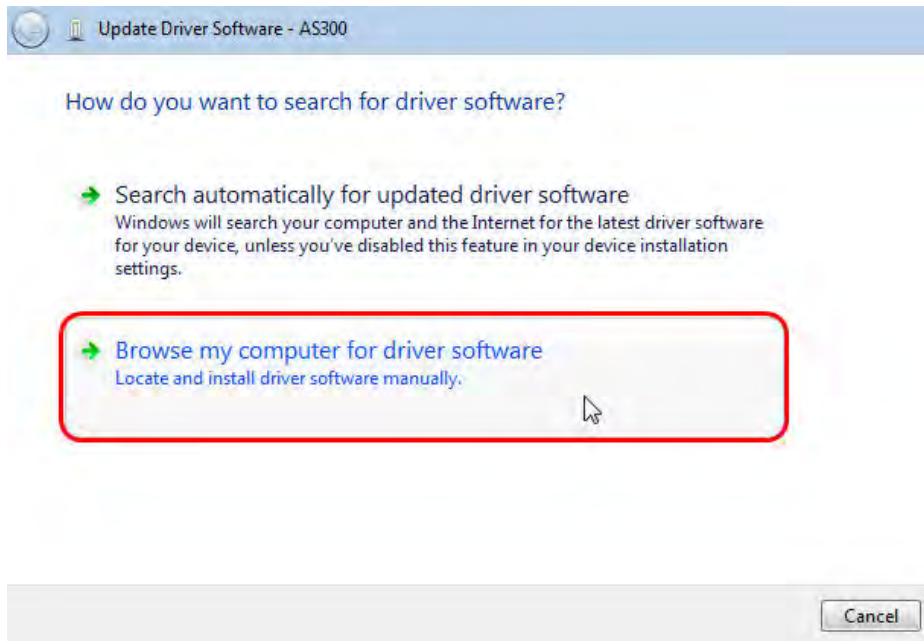 Update Driver Software - AS300
How do you want to search for driver software?
Search automatically for updated driver software
Windows will search your computer and the Internet for the latest driver software
for your device, unless you've disabled this feature in your device installation
settings.
Browse my computer for driver software
Locate and install driver software manually.
Cancel